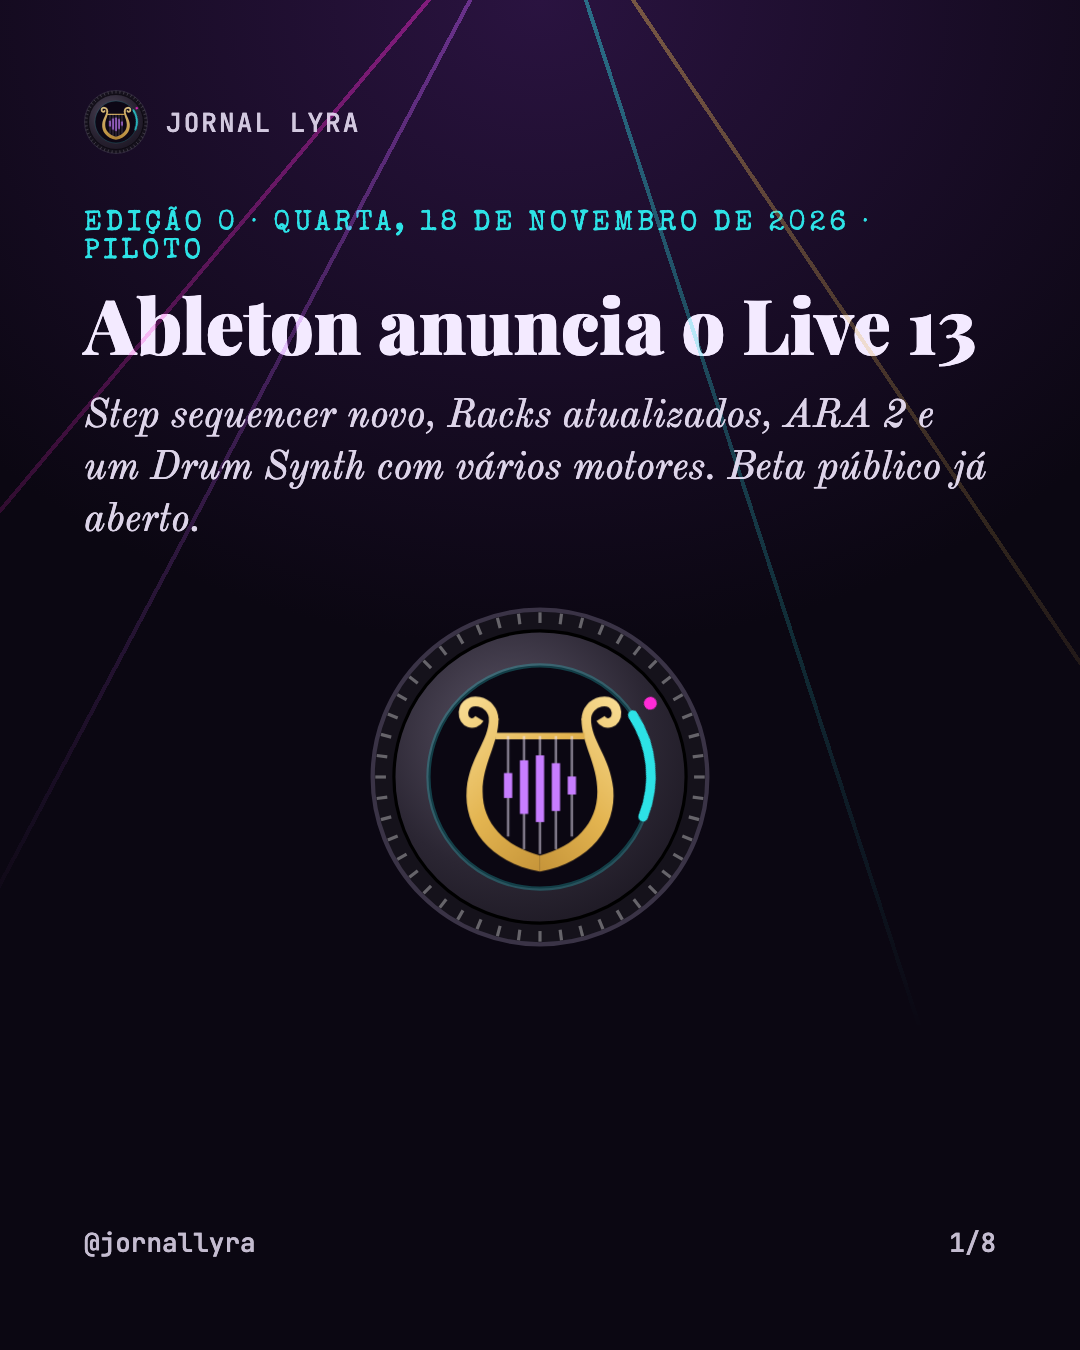 JORNAL LYRA
EDIÇÃO 0 · QUARTA, 18 DE NOVEMBRO DE 2026 ·
PILOTO
Ableton anuncia o Live 13
Step sequencer novo, Racks atualizados, ARA 2 e
um Drum Synth com vários motores. Beta público já
aberto.
@jornallyra
1/8